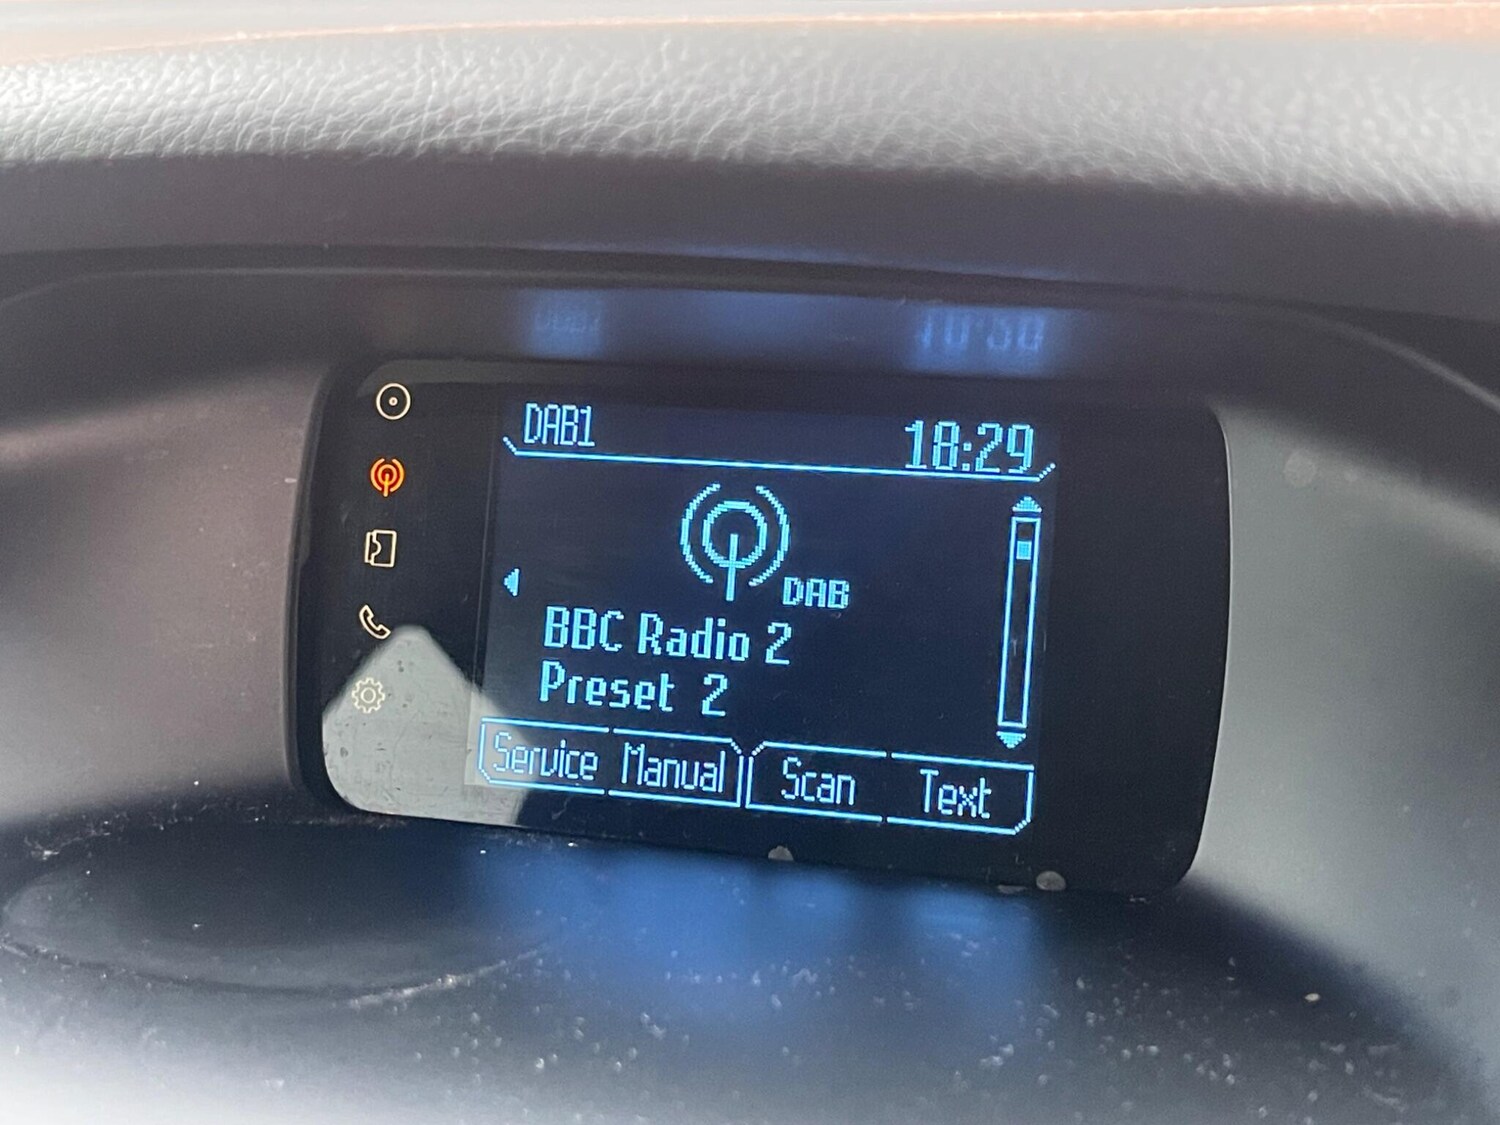 DAB1 18:29
DAB
BBC Radio 2
Preset 2
Service Manual Scan Text